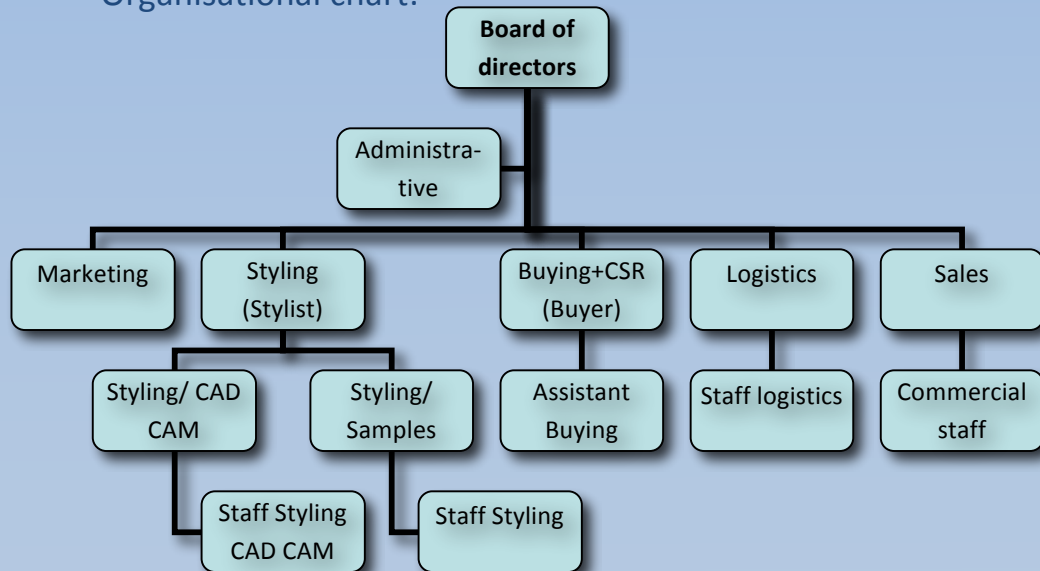 Organisational chart:
Board of
directors
Administra-
tive
Marketing
Styling
(Stylist)
Buying+CSR
(Buyer)
Logistics
Sales
Styling/ CAD
CAM
Styling/
Samples
Assistant
Buying
Staff logistics
Commercial
staff
Staff Styling
CAD CAM
Staff Styling